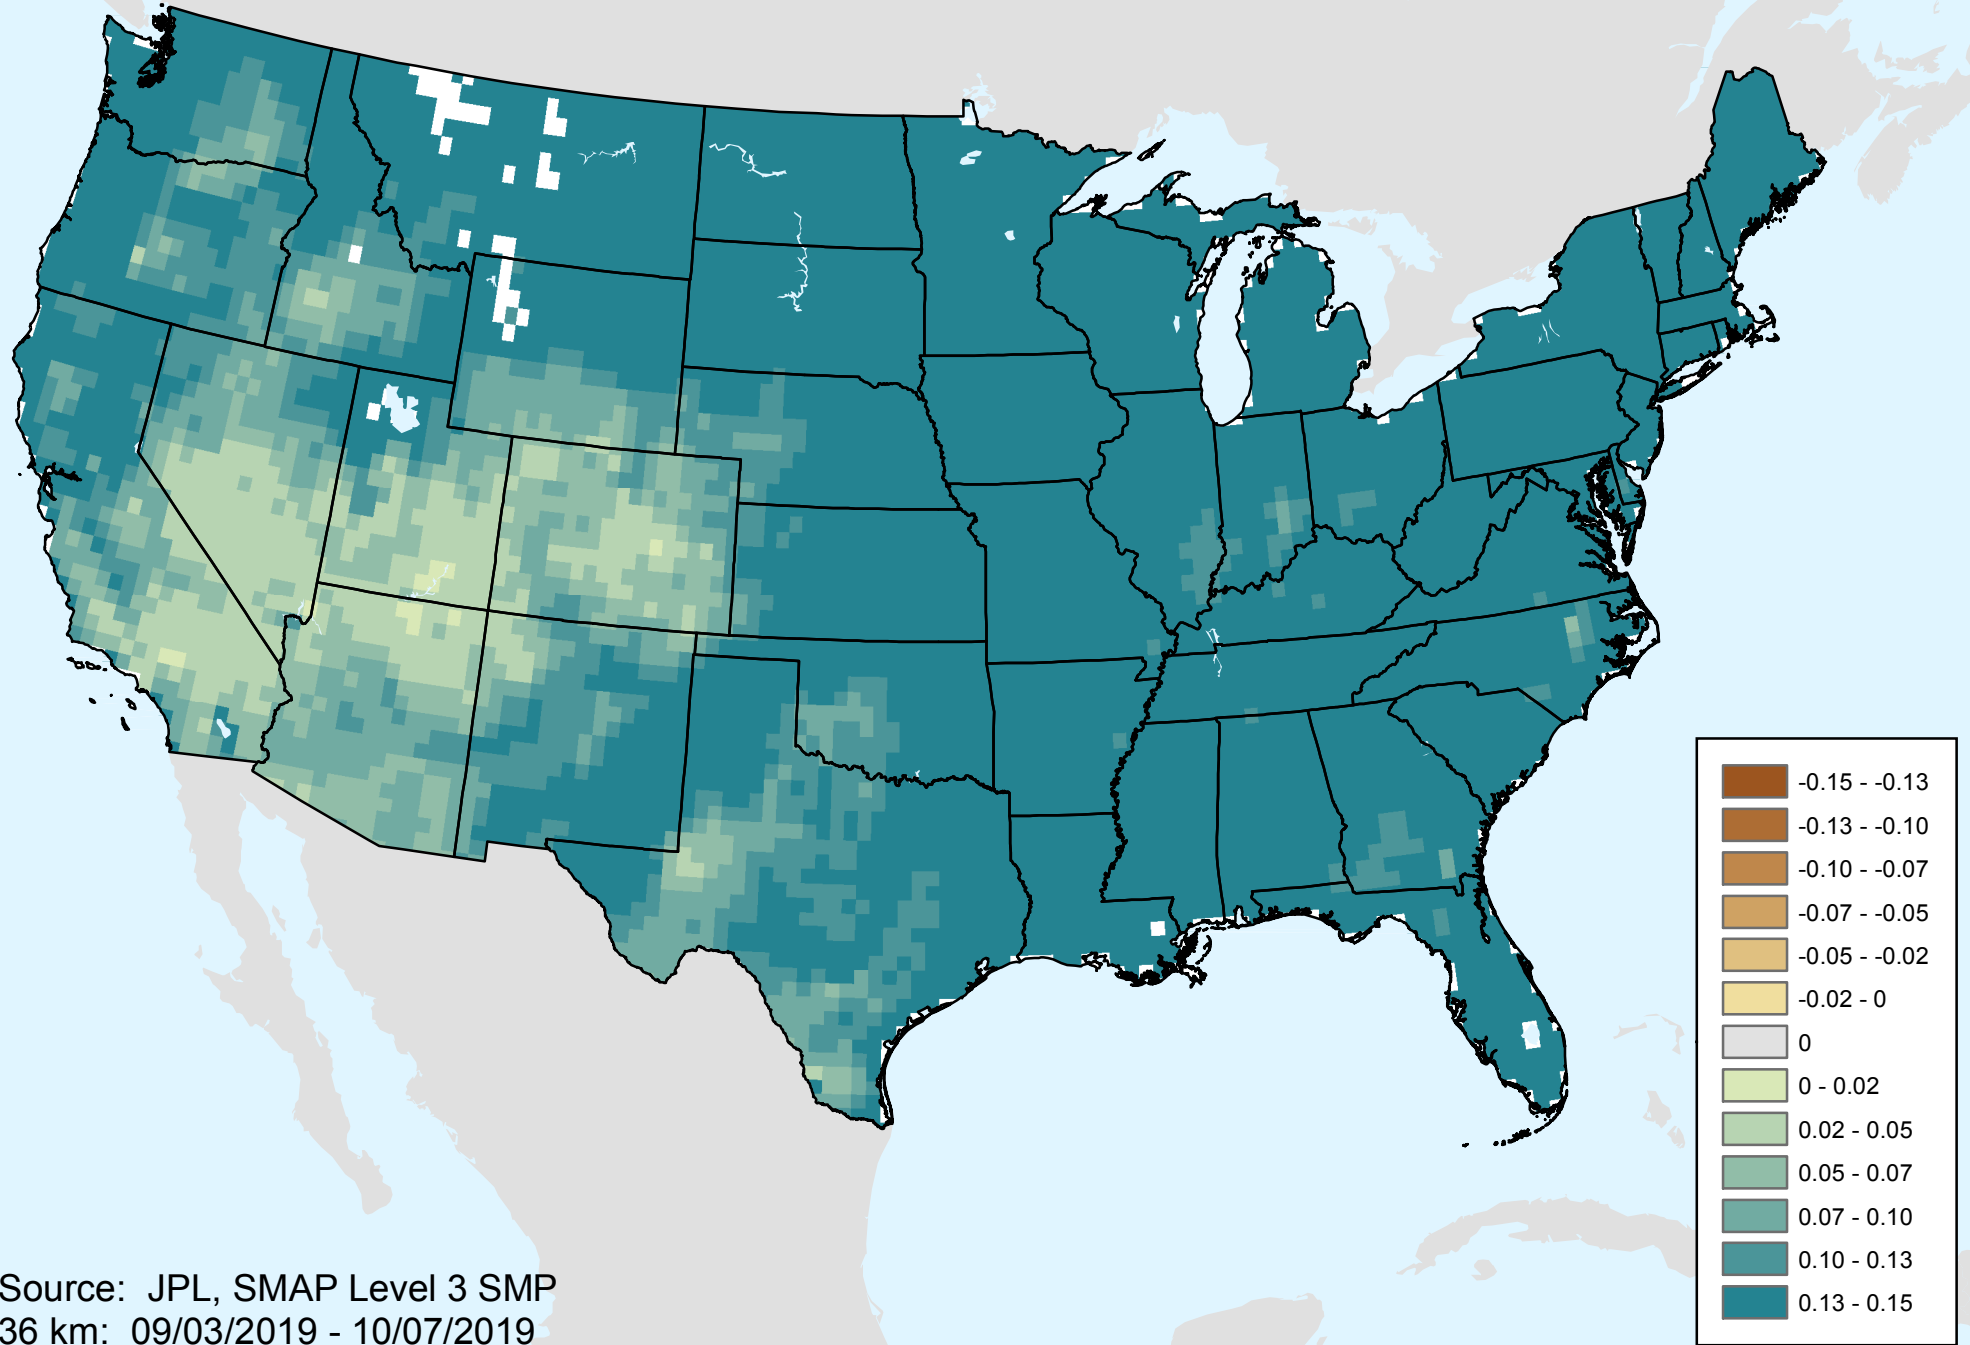 -0.15 - -0.13
-0.13 - -0.10
-0.10 - -0.07
-0.07 - -0.05
-0.05 - -0.02
-0.02 - 0
0
0 - 0.02
0.02 - 0.05
0.05 - 0.07
0.07 - 0.10
0.10 - 0.13
0.13 - 0.15
Source: JPL, SMAP Level 3 SMP
36 km: 09/03/2019 - 10/07/2019